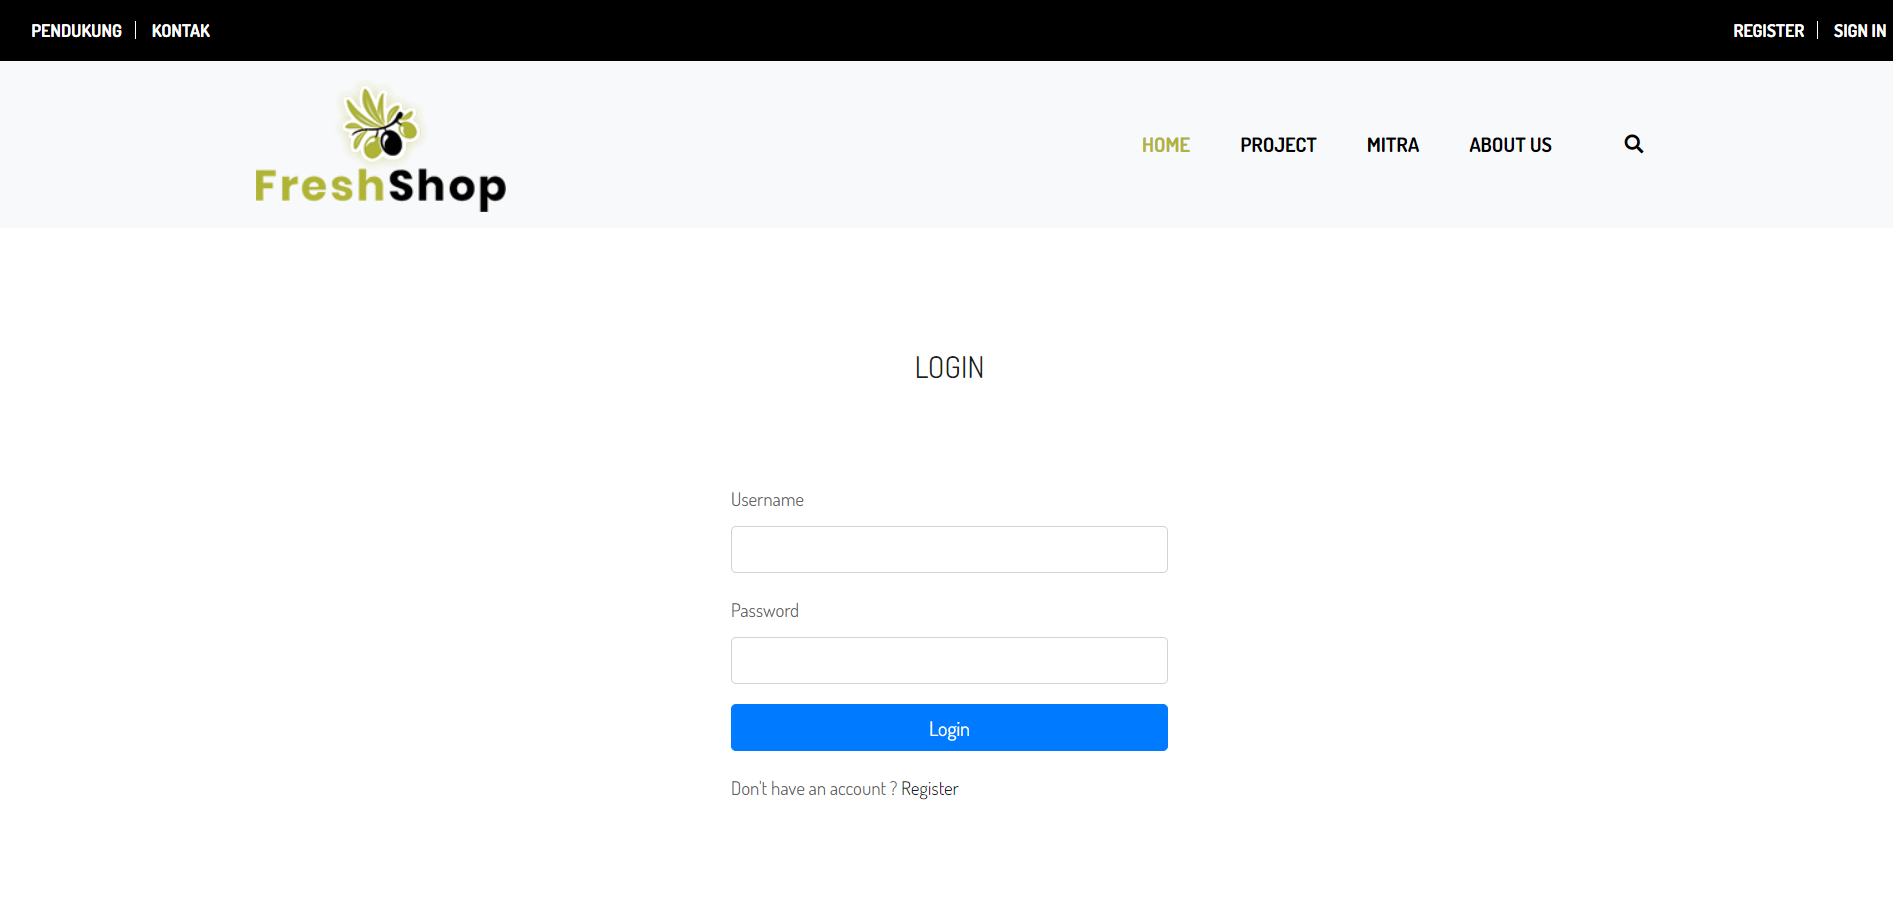 PENDUKUNG | KONTAK REGISTER | SIGN IN
FreshShop
HOME PROJECT MITRA ABOUT US
LOGIN
Username
Password
Login
Don't have an account ? Register